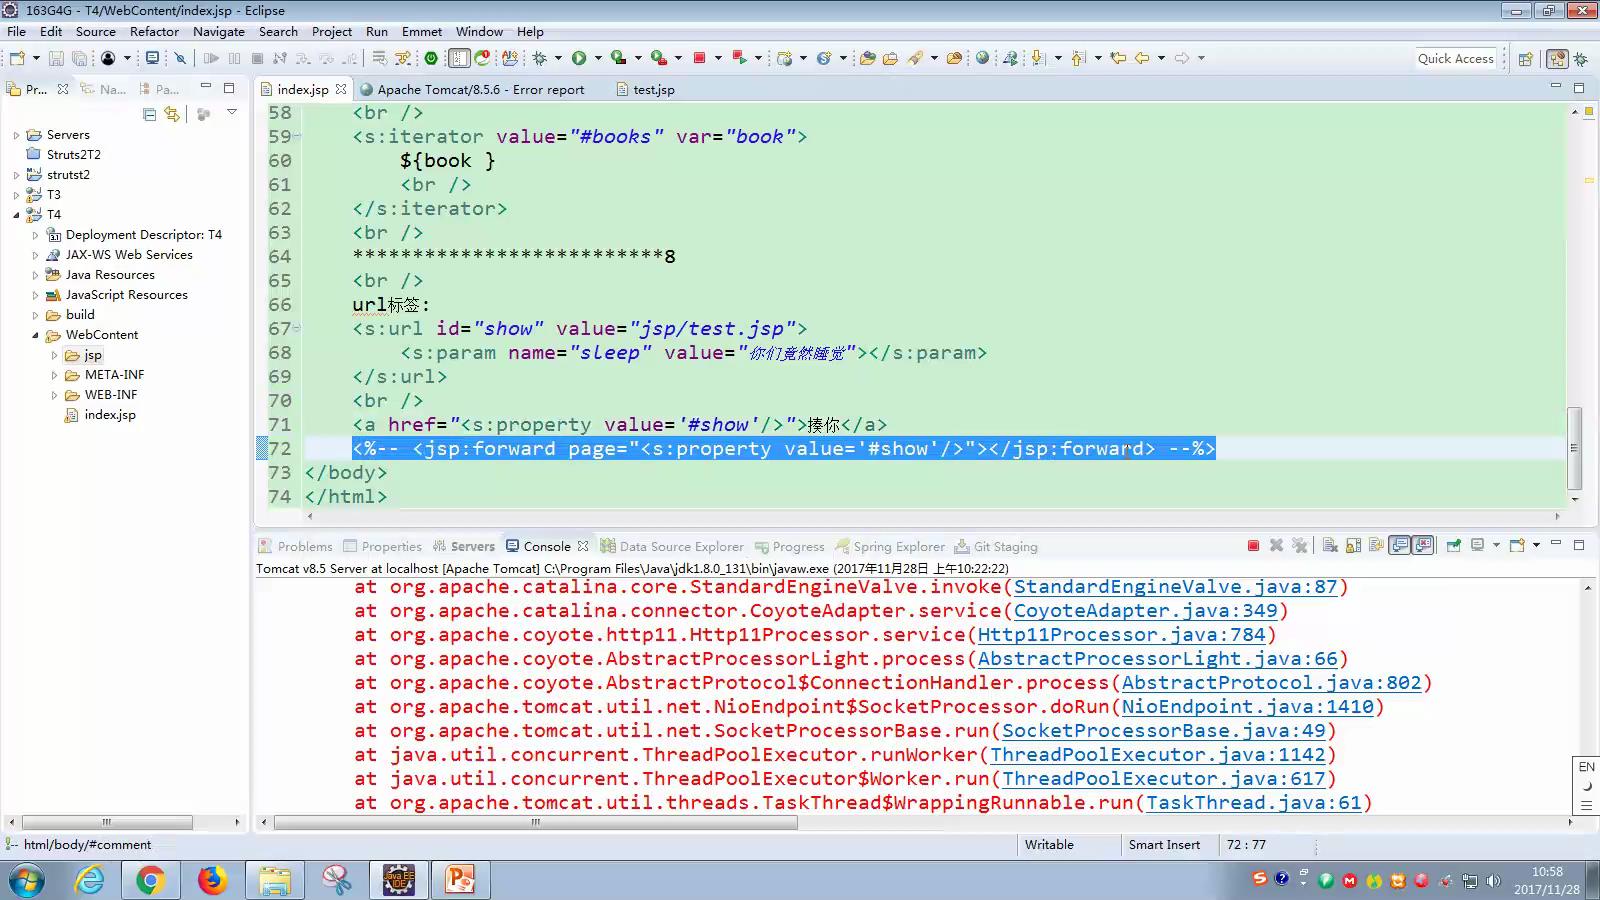 163G4G - T4/WebContent/index.jsp - Eclipse
File Edit Source Refactor Navigate Search Project Run Emmet Window Help
Quick Access
Pr... Na... Pa...
index.jsp Apache Tomcat/8.5.6 - Error report test.jsp
Servers
Struts2T2
strutst2
T3
T4
Deployment Descriptor: T4
JAX-WS Web Services
Java Resources
JavaScript Resources
build
WebContent
jsp
META-INF
WEB-INF
index.jsp
58 <br />
59 <s:iterator value="#books" var="book">
60 ${book }
61 <br />
62 </s:iterator>
63 <br />
64 **************************8
65 <br />
66 url标签:
67 <s:url id="show" value="jsp/test.jsp">
68 <s:param name="sleep" value="你们竟然睡觉"></s:param>
69 </s:url>
70 <br />
71 <a href="<s:property value='#show'/>">揍你</a>
72 <%-- <jsp:forward page="<s:property value='#show'/>"></jsp:forward> --%>
73 </body>
74 </html>
Problems Properties Servers Console Data Source Explorer Progress Spring Explorer Git Staging
Tomcat v8.5 Server at localhost [Apache Tomcat] C:\Program Files\Java\jdk1.8.0_131\bin\javaw.exe (2017年11月28日 上午10:22:22)
at org.apache.catalina.core.StandardEngineValve.invoke(StandardEngineValve.java:87)
at org.apache.catalina.connector.CoyoteAdapter.service(CoyoteAdapter.java:349)
at org.apache.coyote.http11.Http11Processor.service(Http11Processor.java:784)
at org.apache.coyote.AbstractProcessorLight.process(AbstractProcessorLight.java:66)
at org.apache.coyote.AbstractProtocol$ConnectionHandler.process(AbstractProtocol.java:802)
at org.apache.tomcat.util.net.NioEndpoint$SocketProcessor.doRun(NioEndpoint.java:1410)
at org.apache.tomcat.util.net.SocketProcessorBase.run(SocketProcessorBase.java:49)
at java.util.concurrent.ThreadPoolExecutor.runWorker(ThreadPoolExecutor.java:1142)
at java.util.concurrent.ThreadPoolExecutor$Worker.run(ThreadPoolExecutor.java:617)
at org.apache.tomcat.util.threads.TaskThread$WrappingRunnable.run(TaskThread.java:61)
EN
html/body/#comment Writable Smart Insert 72 : 77
10:58
2017/11/28